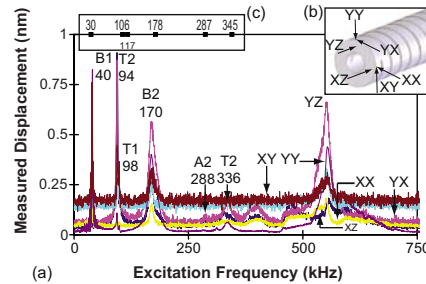 (c)
30 106 178 287 345
117
(b)
YY
YZ
YX
XZ
XX
XY
Measured Displacement (nm)
1
0.75
0.5
0.25
0
B1
40
T2
94
T1
98
B2
170
A2
288
T2
336
XY
YY
YZ
XX
YX
XZ
0 250 500 750
(a)
Excitation Frequency (kHz)